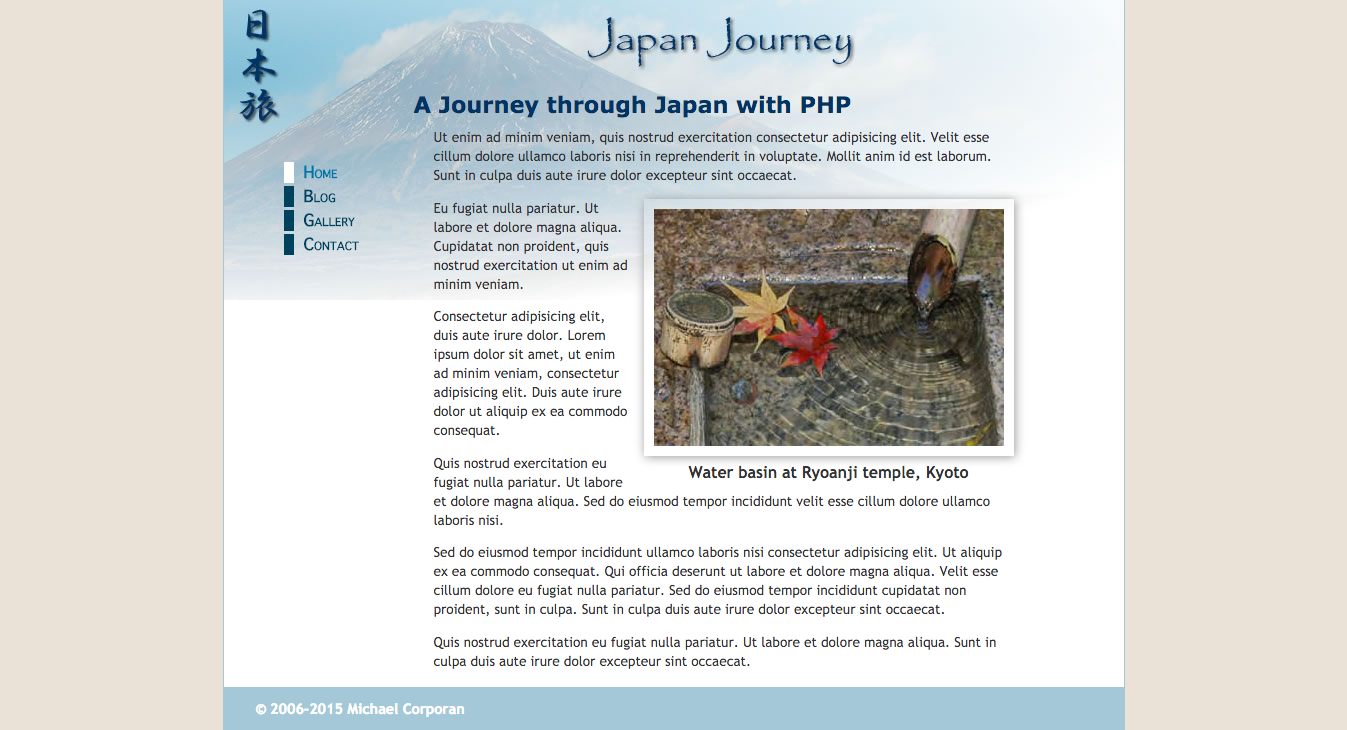 日本旅
Japan Journey
A Journey through Japan with PHP
Ut enim ad minim veniam, quis nostrud exercitation consectetur adipisicing elit. Velit esse
cillum dolore ullamco laboris nisi in reprehenderit in voluptate. Mollit anim id est laborum.
Sunt in culpa duis aute irure dolor excepteur sint occaecat.
Home
Blog
Gallery
Contact
Eu fugiat nulla pariatur. Ut
labore et dolore magna aliqua.
Cupidatat non proident, quis
nostrud exercitation ut enim ad
minim veniam.
Consectetur adipisicing elit,
duis aute irure dolor. Lorem
ipsum dolor sit amet, ut enim
ad minim veniam, consectetur
adipisicing elit. Duis aute irure
dolor ut aliquip ex ea commodo
consequat.
Water basin at Ryoanji temple, Kyoto
Quis nostrud exercitation eu
fugiat nulla pariatur. Ut labore
et dolore magna aliqua. Sed do eiusmod tempor incididunt velit esse cillum dolore ullamco
laboris nisi.
Sed do eiusmod tempor incididunt ullamco laboris nisi consectetur adipisicing elit. Ut aliquip
ex ea commodo consequat. Qui officia deserunt ut labore et dolore magna aliqua. Velit esse
cillum dolore eu fugiat nulla pariatur. Sed do eiusmod tempor incididunt cupidatat non
proident, sunt in culpa. Sunt in culpa duis aute irure dolor excepteur sint occaecat.
Quis nostrud exercitation eu fugiat nulla pariatur. Ut labore et dolore magna aliqua. Sunt in
culpa duis aute irure dolor excepteur sint occaecat.
© 2006-2015 Michael Corporan